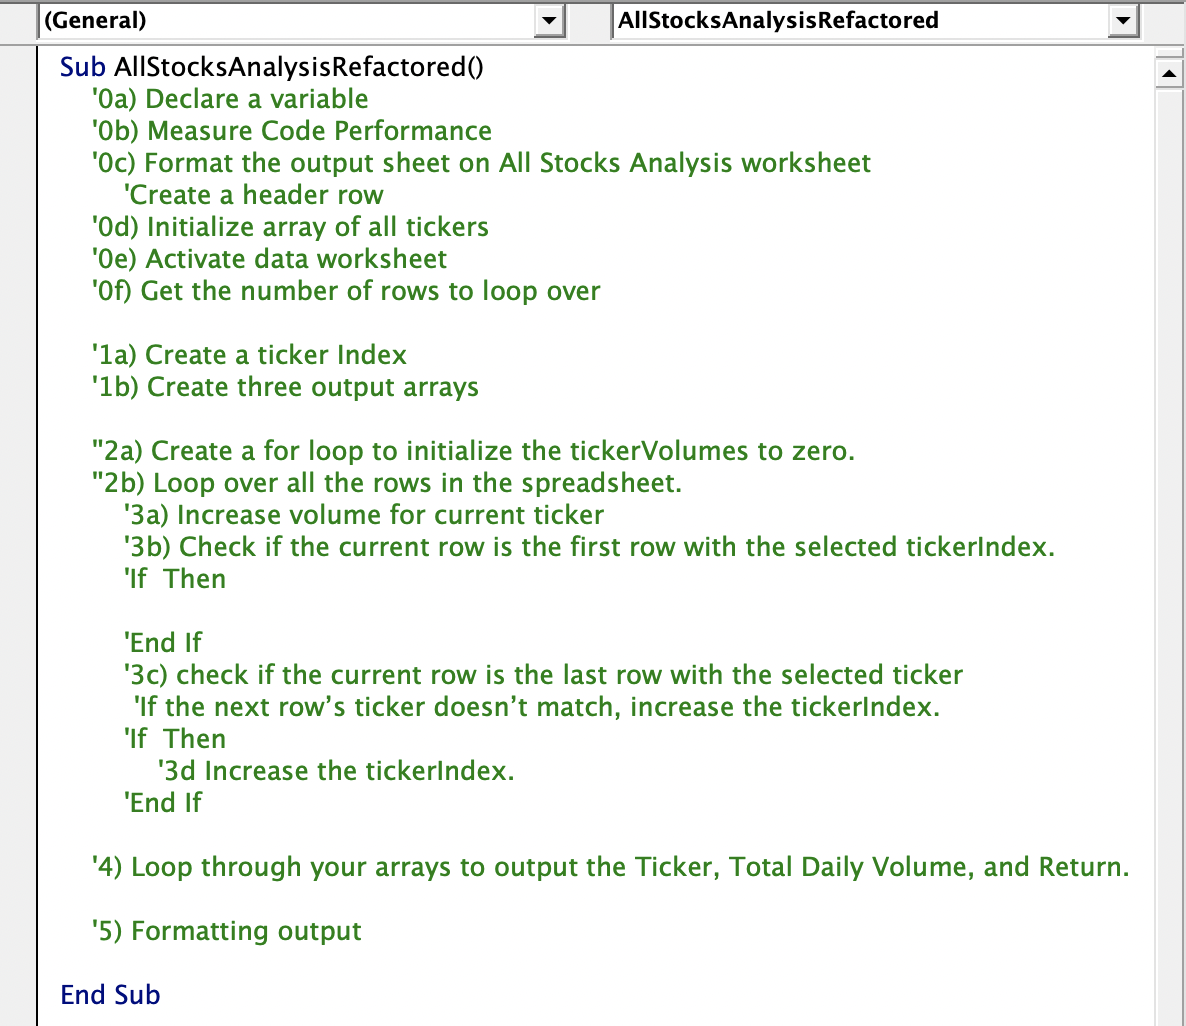 (General)
AllStocksAnalysisRefactored
Sub AllStocksAnalysisRefactored()
'0a) Declare a variable
'0b) Measure Code Performance
'0c) Format the output sheet on All Stocks Analysis worksheet
'Create a header row
'0d) Initialize array of all tickers
'0e) Activate data worksheet
'0f) Get the number of rows to loop over
'1a) Create a ticker Index
'1b) Create three output arrays
''2a) Create a for loop to initialize the tickerVolumes to zero.
''2b) Loop over all the rows in the spreadsheet.
'3a) Increase volume for current ticker
'3b) Check if the current row is the first row with the selected tickerIndex.
'If  Then
'End If
'3c) check if the current row is the last row with the selected ticker
'If the next row’s ticker doesn’t match, increase the tickerIndex.
'If  Then
'3d Increase the tickerIndex.
'End If
'4) Loop through your arrays to output the Ticker, Total Daily Volume, and Return.
'5) Formatting output
End Sub